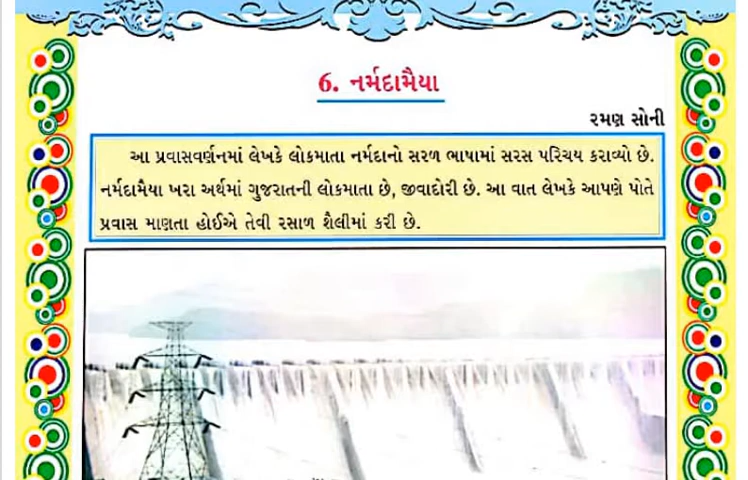 6. નર્મદામૈયા
રમણ સોની
આ પ્રવાસવર્ણનમાં લેખકે લોકમાતા નર્મદાનો સરળ ભાષામાં સરસ પરિચય કરાવ્યો છે.
નર્મદામૈયા ખરા અર્થમાં ગુજરાતની લોકમાતા છે, જીવાદોરી છે. આ વાત લેખકે આપણે પોતે
પ્રવાસ માણતા હોઈએ તેવી રસાળ શૈલીમાં કરી છે.